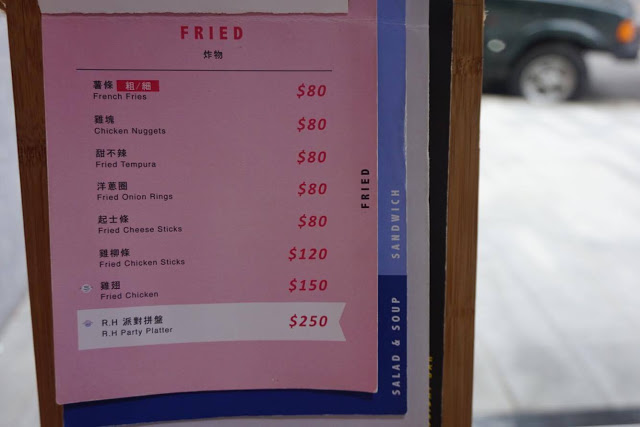 FRIED
炸物
薯條 粗/細
French Fries
$80
雞塊
Chicken Nuggets
$80
甜不辣
Fried Tempura
$80
洋蔥圈
Fried Onion Rings
$80
起士條
Fried Cheese Sticks
$80
雞柳條
Fried Chicken Sticks
$120
雞翅
Fried Chicken
$150
R.H 派對拼盤
R.H Party Platter
$250
FRIED
SANDWICH
SALAD & SOUP